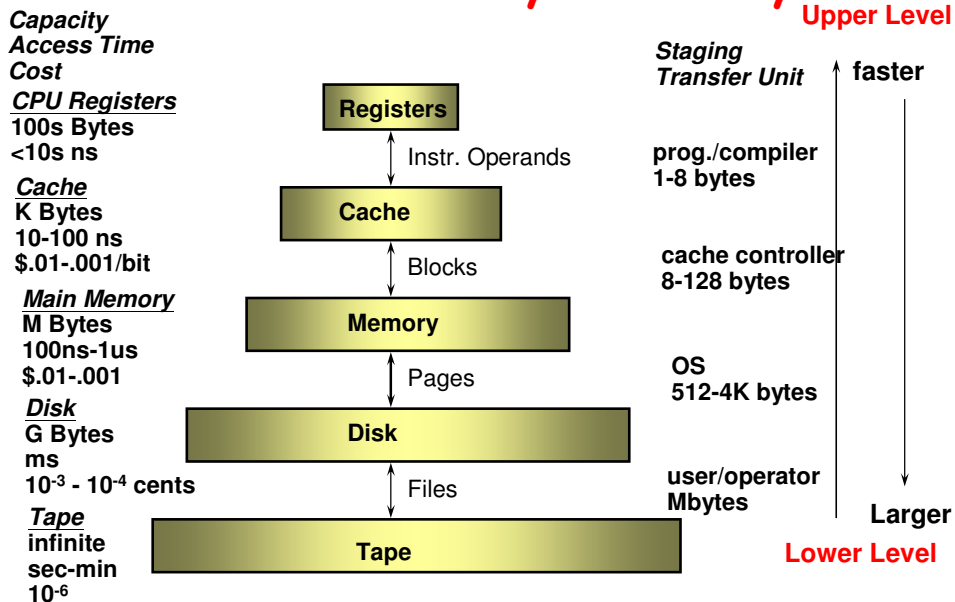 Upper Level
Capacity
Access Time
Cost
Staging
Transfer Unit
faster
CPU Registers
100s Bytes
<10s ns
Registers
Instr. Operands
prog./compiler
1-8 bytes
Cache
K Bytes
10-100 ns
$.01-.001/bit
Cache
Blocks
cache controller
8-128 bytes
Main Memory
M Bytes
100ns-1us
$.01-.001
Memory
Pages
OS
512-4K bytes
Disk
G Bytes
ms
10⁻³ - 10⁻⁴ cents
Disk
Files
user/operator
Mbytes
Larger
Tape
infinite
sec-min
10⁻⁶
Tape
Lower Level